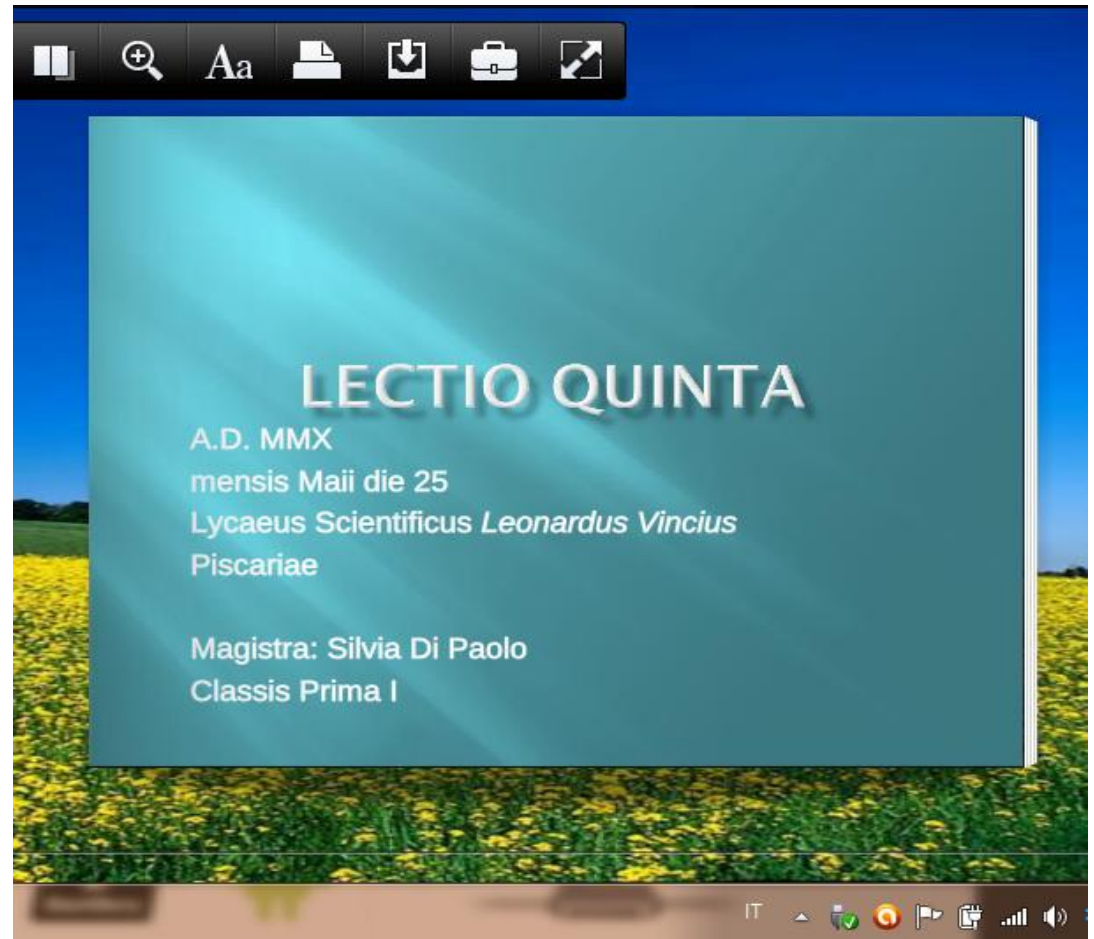 Aa
LECTIO QUINTA
A.D. MMX
mensis Maii die 25
Lycaeus Scientificus Leonardus Vincius
Piscariae
Magistra: Silvia Di Paolo
Classis Prima I
IT